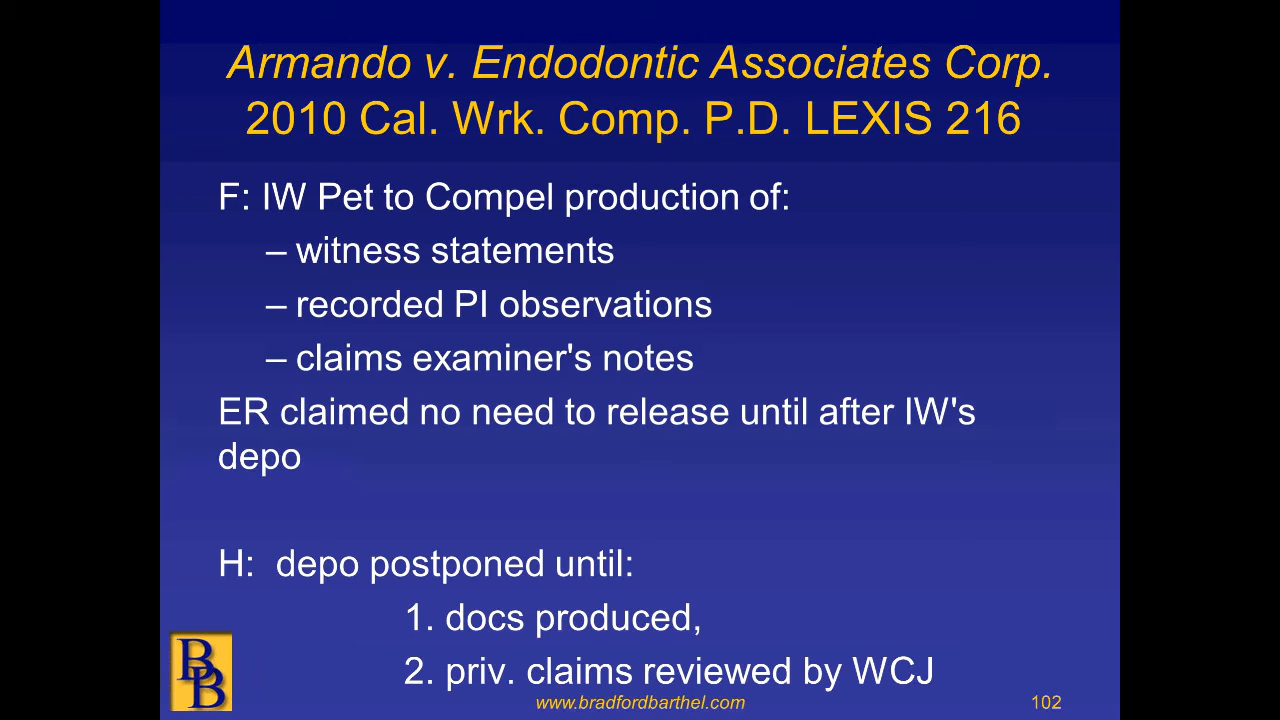 Armando v. Endodontic Associates Corp.
2010 Cal. Wrk. Comp. P.D. LEXIS 216
F: IW Pet to Compel production of:
– witness statements
– recorded PI observations
– claims examiner's notes
ER claimed no need to release until after IW's
depo
H: depo postponed until:
1. docs produced,
2. priv. claims reviewed by WCJ
BB
www.bradfordbarthel.com
102